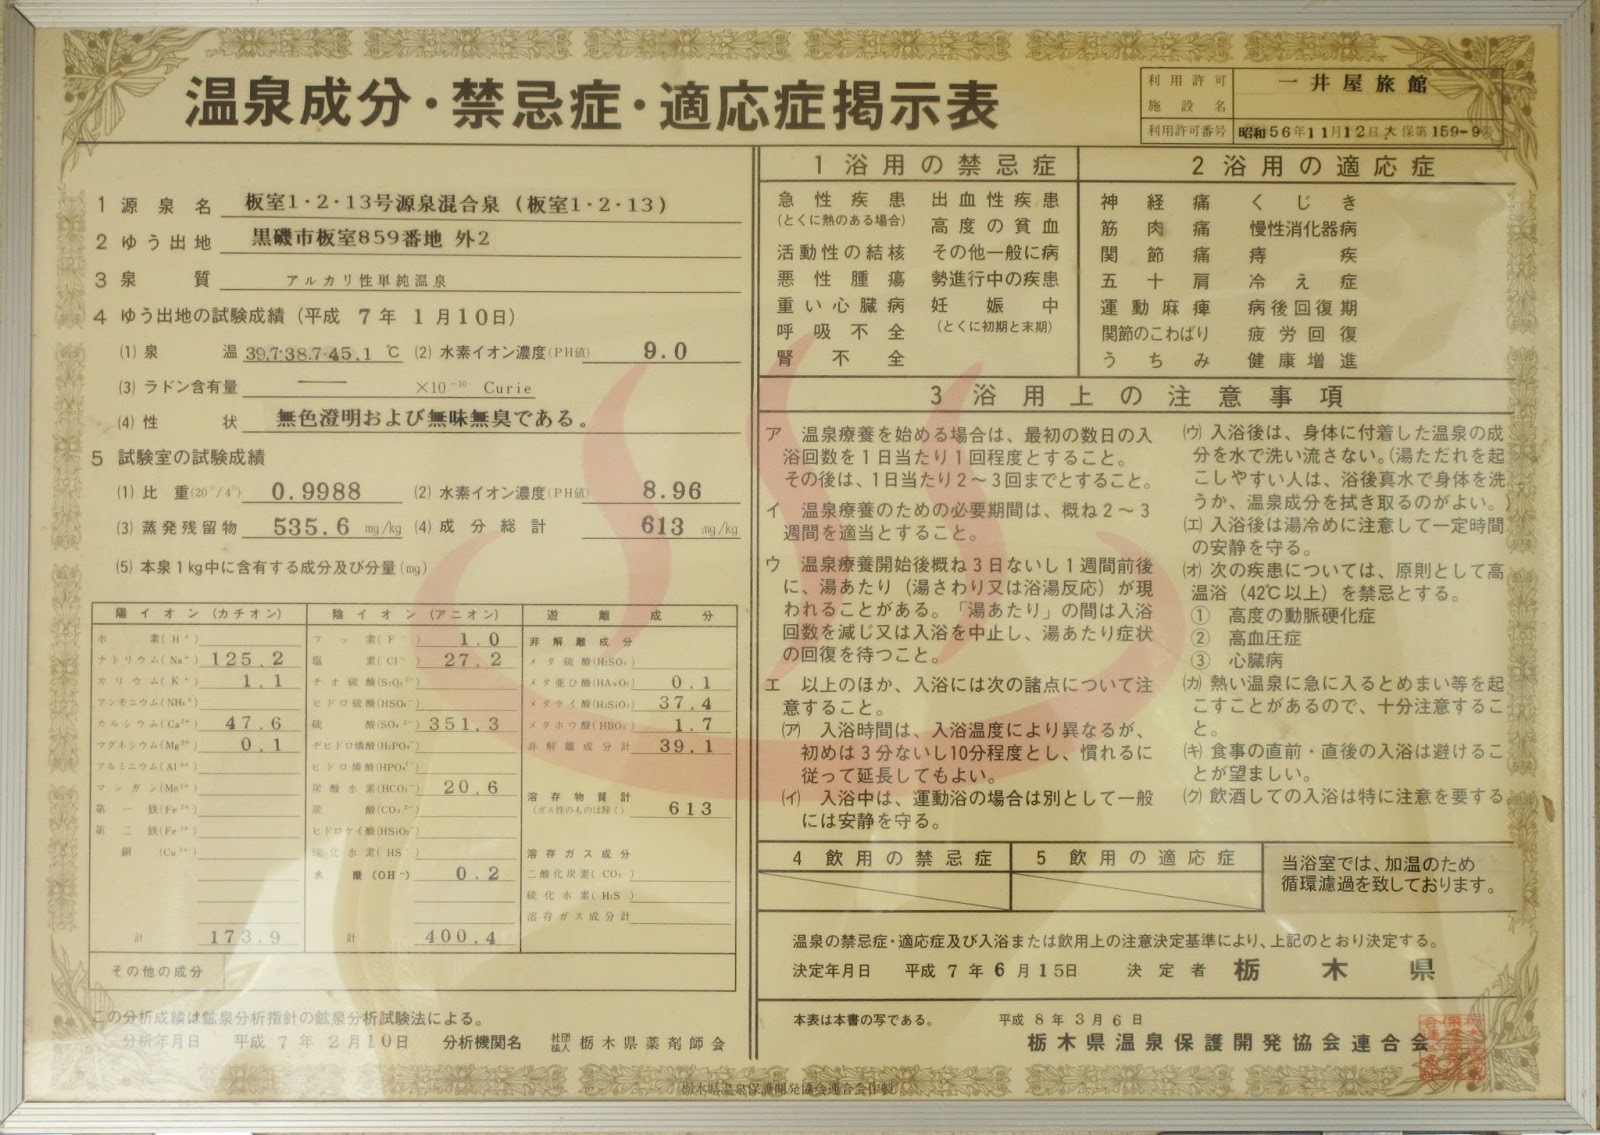 温泉成分・禁忌症・適応症掲示表
利用許可施設名 一井屋旅館
利用許可番号 昭和56年11月12日 大保第159-9号
1 源泉名 板室1・2・13号源泉混合泉（板室1・2・13）
2 ゆう出地 黒磯市板室859番地 外2
3 泉質 アルカリ性単純温泉
4 ゆう出地の試験成績（平成 7年 1月10日）
(1) 泉温 39.7・38.7・45.1 ℃ (2) 水素イオン濃度(PH値) 9.0
(3) ラドン含有量 ― ×10⁻¹⁰ Curie
(4) 性状 無色澄明および無味無臭である。
5 試験室の試験成績
(1) 比重(20°/4°) 0.9988 (2) 水素イオン濃度(PH値) 8.96
(3) 蒸発残留物 535.6 mg/kg (4) 成分総計 613 mg/kg
(5) 本泉1kg中に含有する成分及び分量(mg)
陽イオン（カチオン）
水素(H⁺)
ナトリウム(Na⁺) 125.2
カリウム(K⁺) 1.1
アンモニウム(NH₄⁺)
カルシウム(Ca²⁺) 47.6
マグネシウム(Mg²⁺) 0.1
アルミニウム(Al³⁺)
マンガン(Mn²⁺)
第一鉄(Fe²⁺)
第二鉄(Fe³⁺)
銅(Cu²⁺)
計 173.9
陰イオン（アニオン）
フッ素(F⁻) 1.0
塩素(Cl⁻) 27.2
チオ硫酸(S₂O₃²⁻)
ヒドロ硫酸(HSO₄⁻)
硫酸(SO₄²⁻) 351.3
ヂヒドロ燐酸(H₂PO₄⁻)
ヒドロ燐酸(HPO₄²⁻)
炭酸水素(HCO₃⁻) 20.6
炭酸(CO₃²⁻)
ヒドロケイ酸(HSiO₃⁻)
硫化水素(HS⁻)
水酸(OH⁻) 0.2
計 400.4
遊離成分
非解離成分
メタ硫酸(H₂SO₄)
メタ亜ひ酸(HAsO₂) 0.1
メタケイ酸(H₂SiO₃) 37.4
メタホウ酸(HBO₂) 1.7
非解離成分計 39.1
溶存物質計
(ガス性のものは除く) 613
溶存ガス成分
二酸化炭素(CO₂)
硫化水素(H₂S)
溶存ガス成分計
その他の成分
この分析成績は鉱泉分析指針の鉱泉分析試験法による。
分析年月日 平成 7年 2月10日 分析機関名 社団法人 栃木県薬剤師会
1 浴用の禁忌症
急性疾患
(とくに熱のある場合)
活動性の結核
悪性腫瘍
重い心臓病
呼吸不全
腎不全
出血性疾患
高度の貧血
その他一般に病
勢進行中の疾患
妊娠中
(とくに初期と末期)
2 浴用の適応症
神経痛
筋肉痛
関節痛
五十肩
運動麻痺
関節のこわばり
うちみ
くじき
慢性消化器病
痔疾
冷え症
病後回復期
疲労回復
健康増進
3 浴用上の注意事項
ア 温泉療養を始める場合は、最初の数日の入
浴回数を1日当たり1回程度とすること。
その後は、1日当たり2～3回までとすること。
イ 温泉療養のための必要期間は、概ね2～3
週間を適当とすること。
ウ 温泉療養開始後概ね3日ないし1週間前後
に、湯あたり（湯さわり又は浴湯反応）が現
われることがある。「湯あたり」の間は入浴
回数を減じ又は入浴を中止し、湯あたり症状
の回復を待つこと。
エ 以上のほか、入浴には次の諸点について注
意すること。
(ア) 入浴時間は、入浴温度により異なるが、
初めは3分ないし10分程度とし、慣れるに
従って延長してもよい。
(イ) 入浴中は、運動浴の場合は別として一般
には安静を守る。
(ウ) 入浴後は、身体に付着した温泉の成
分を水で洗い流さない。（湯ただれを起
こしやすい人は、浴後真水で身体を洗
うか、温泉成分を拭き取るのがよい。）
(エ) 入浴後は湯冷めに注意して一定時間
の安静を守る。
(オ) 次の疾患については、原則として高
温浴（42℃以上）を禁忌とする。
① 高度の動脈硬化症
② 高血圧症
③ 心臓病
(カ) 熱い温泉に急に入るとめまい等を起
こすことがあるので、十分注意するこ
と。
(キ) 食事の直前・直後の入浴は避けるこ
とが望ましい。
(ク) 飲酒しての入浴は特に注意を要する
4 飲用の禁忌症
5 飲用の適応症
当浴室では、加温のため
循環濾過を致しております。
温泉の禁忌症・適応症及び入浴または飲用上の注意決定基準により、上記のとおり決定する。
決定年月日 平成 7年 6月15日 決定者 栃木県
本表は本書の写である。 平成 8年 3月 6日
栃木県温泉保護開発協会連合会
栃木県温泉保護開発協会連合会作製